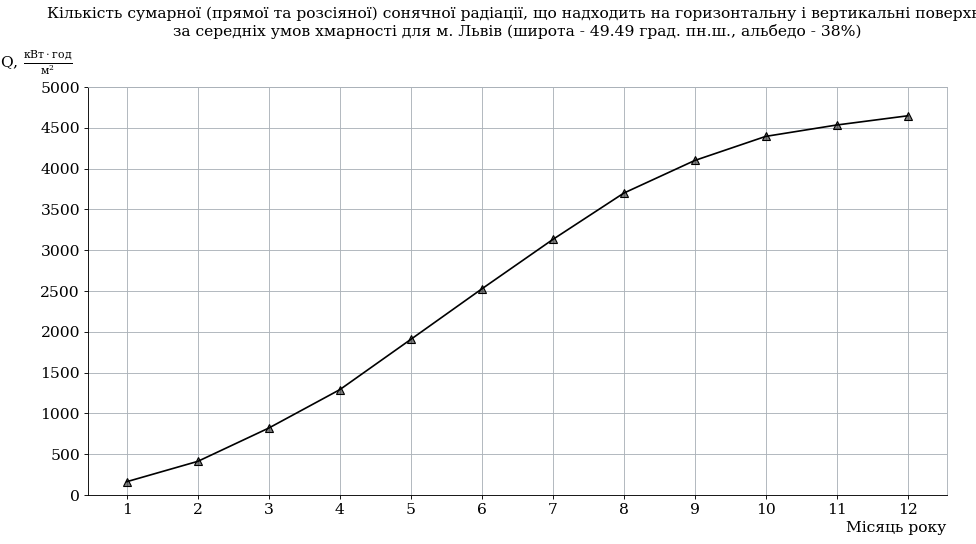 Кількість сумарної (прямої та розсіяної) сонячної радіації, що надходить на горизонтальну і вертикальні
за середніх умов хмарності для м. Львів (широта - 49.49 град. пн.ш., альбедо - 38%)
Q, кВт·год
м²
5000
4500
4000
3500
3000
2500
2000
1500
1000
500
0
1 2 3 4 5 6 7 8 9 10 11 12
Місяць року